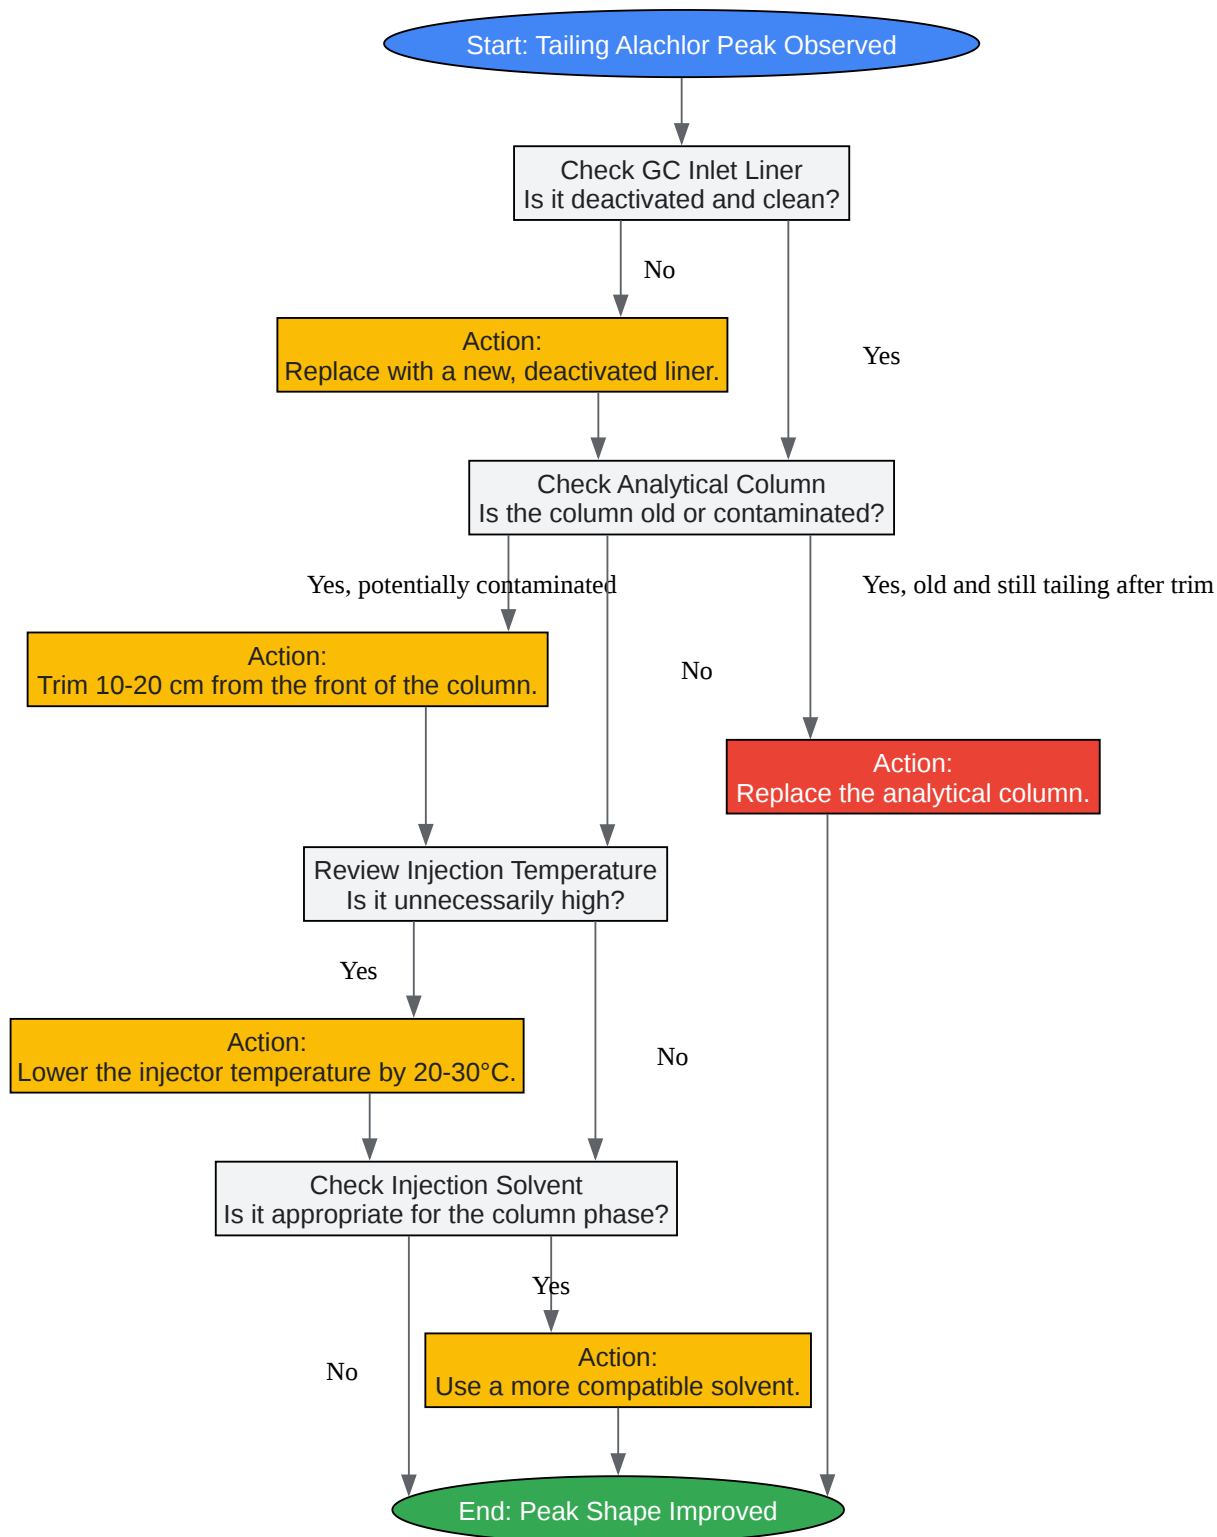 Start: Tailing Alachlor Peak Observed
Check GC Inlet Liner
Is it deactivated and clean?
No
Action:
Replace with a new, deactivated liner.
Yes
Check Analytical Column
Is the column old or contaminated?
Yes, potentially contaminated
Yes, old and still tailing after trim
Action:
Trim 10-20 cm from the front of the column.
No
Action:
Replace the analytical column.
Review Injection Temperature
Is it unnecessarily high?
Yes
Action:
Lower the injector temperature by 20-30°C.
No
Check Injection Solvent
Is it appropriate for the column phase?
Yes
No
Action:
Use a more compatible solvent.
End: Peak Shape Improved